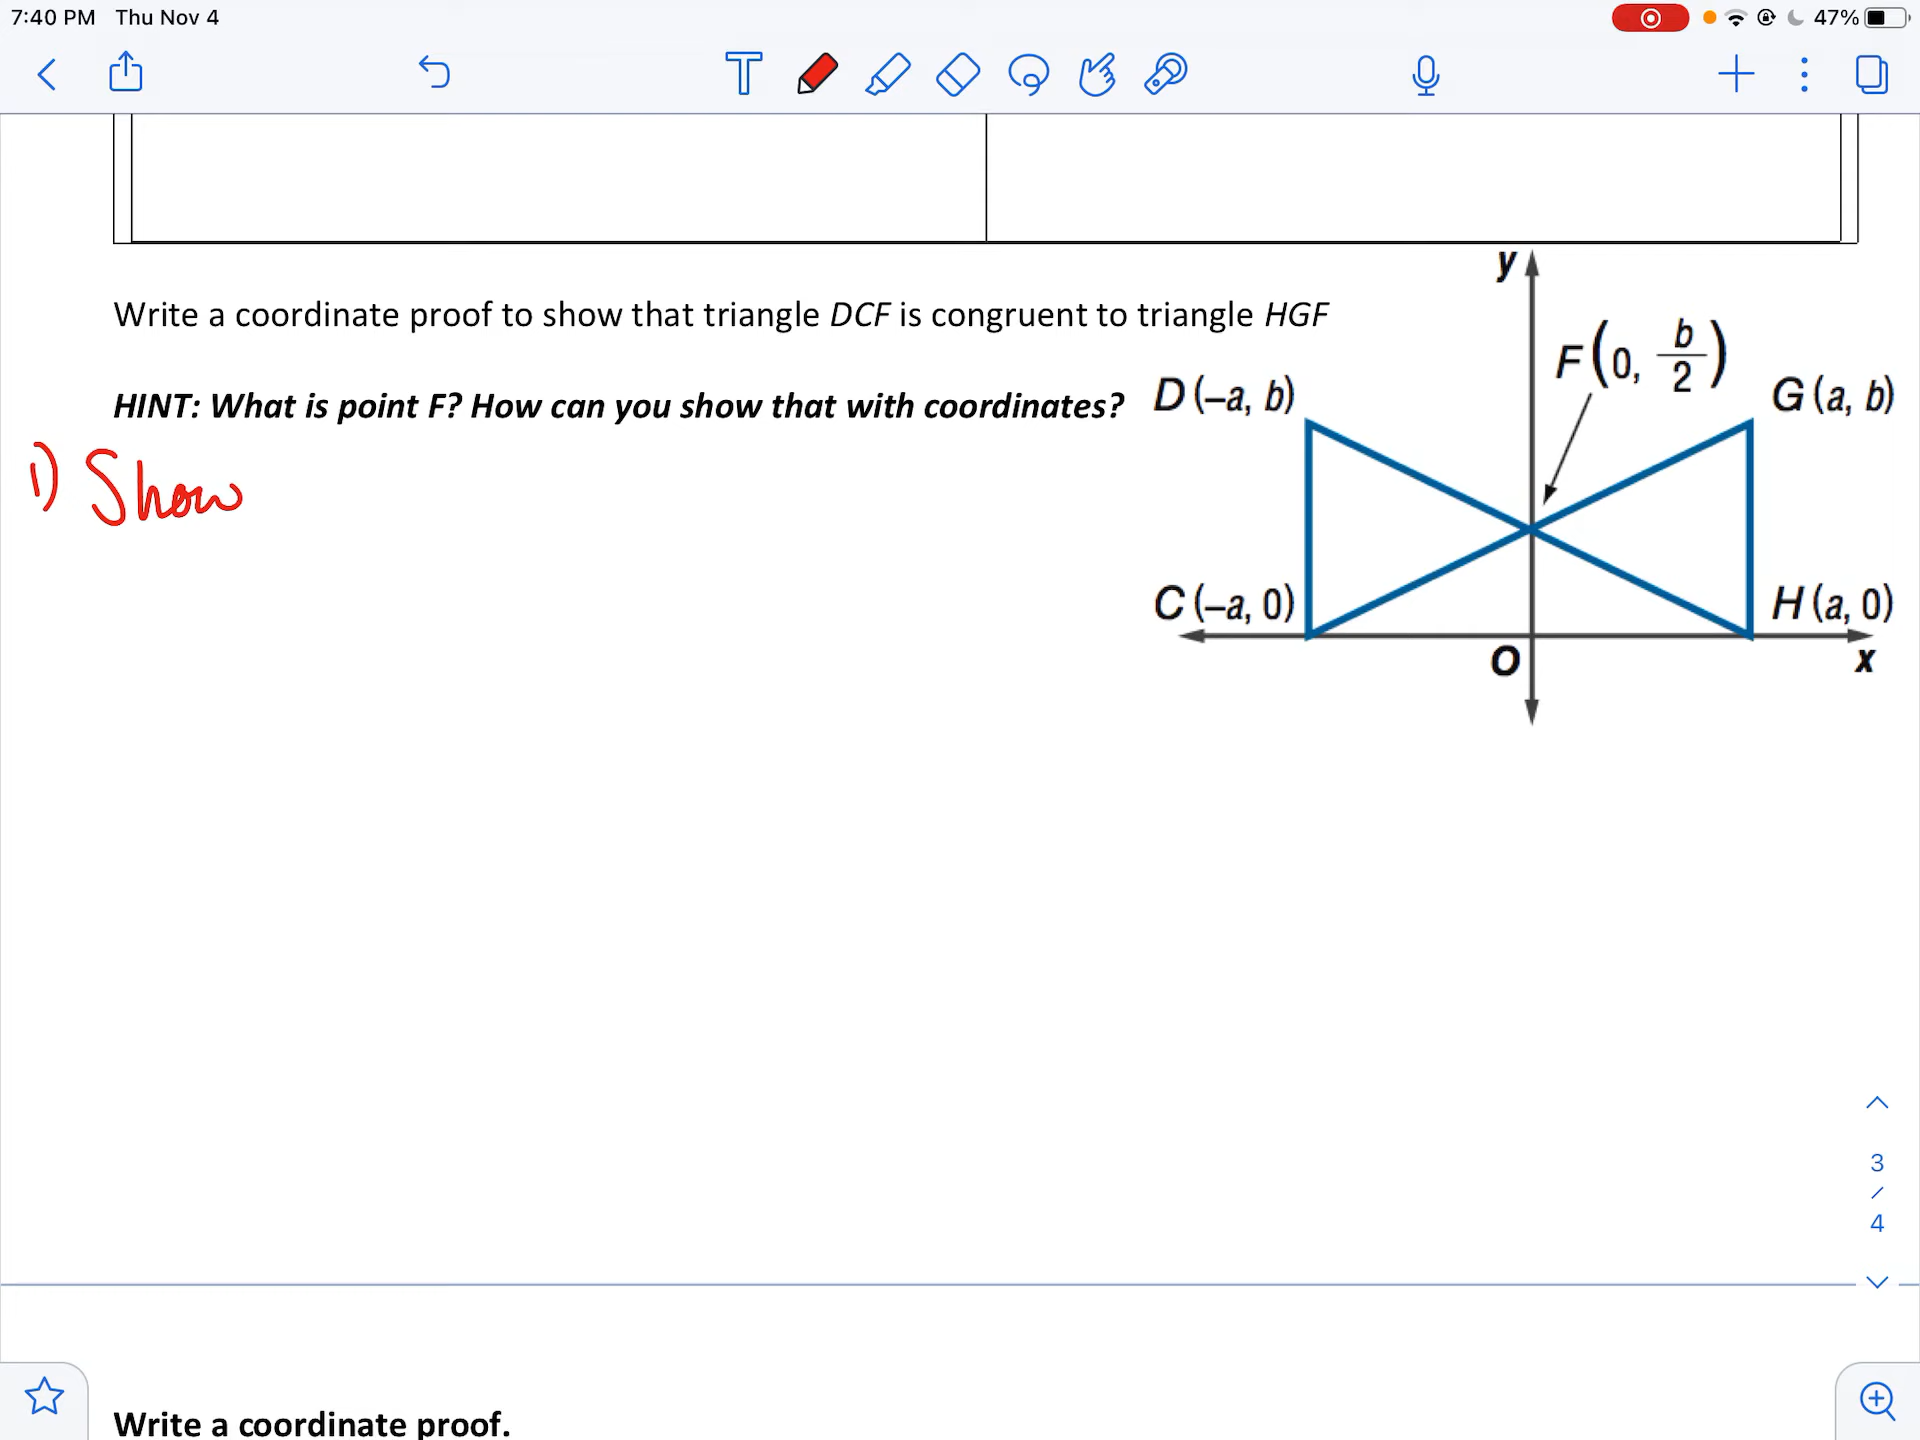 7:40 PM Thu Nov 4
47%
T
Write a coordinate proof to show that triangle DCF is congruent to triangle HGF
HINT: What is point F? How can you show that with coordinates?
1) Show
y
F(0, b/2)
D(–a, b)
G(a, b)
C(–a, 0)
H(a, 0)
O
x
3
/
4
Write a coordinate proof.